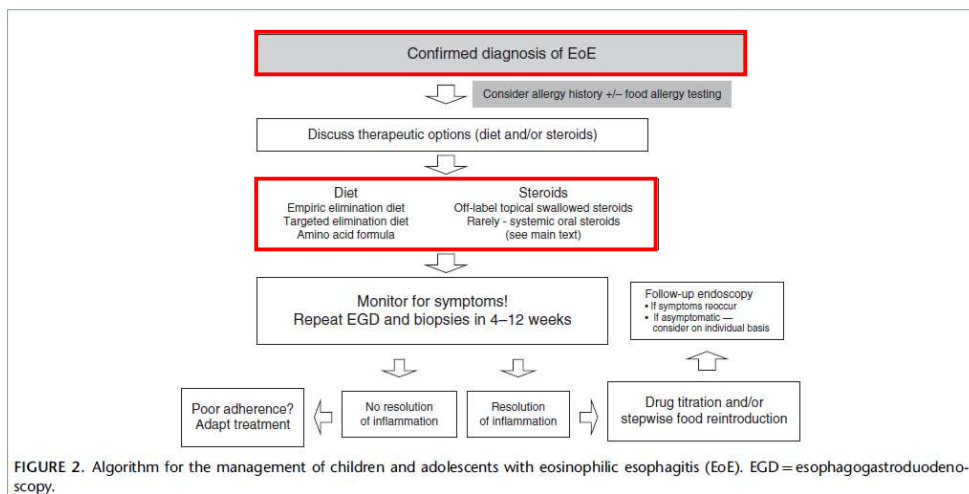 Confirmed diagnosis of EoE
Consider allergy history +/– food allergy testing
Discuss therapeutic options (diet and/or steroids)
Diet
Empiric elimination diet
Targeted elimination diet
Amino acid formula
Steroids
Off-label topical swallowed steroids
Rarely - systemic oral steroids
(see main text)
Monitor for symptoms!
Repeat EGD and biopsies in 4–12 weeks
Follow-up endoscopy
• If symptoms reoccur
• If asymptomatic —
consider on individual basis
Poor adherence?
Adapt treatment
No resolution
of inflammation
Resolution
of inflammation
Drug titration and/or
stepwise food reintroduction
FIGURE 2. Algorithm for the management of children and adolescents with eosinophilic esophagitis (EoE). EGD = esophagogastroduodeno-
scopy.